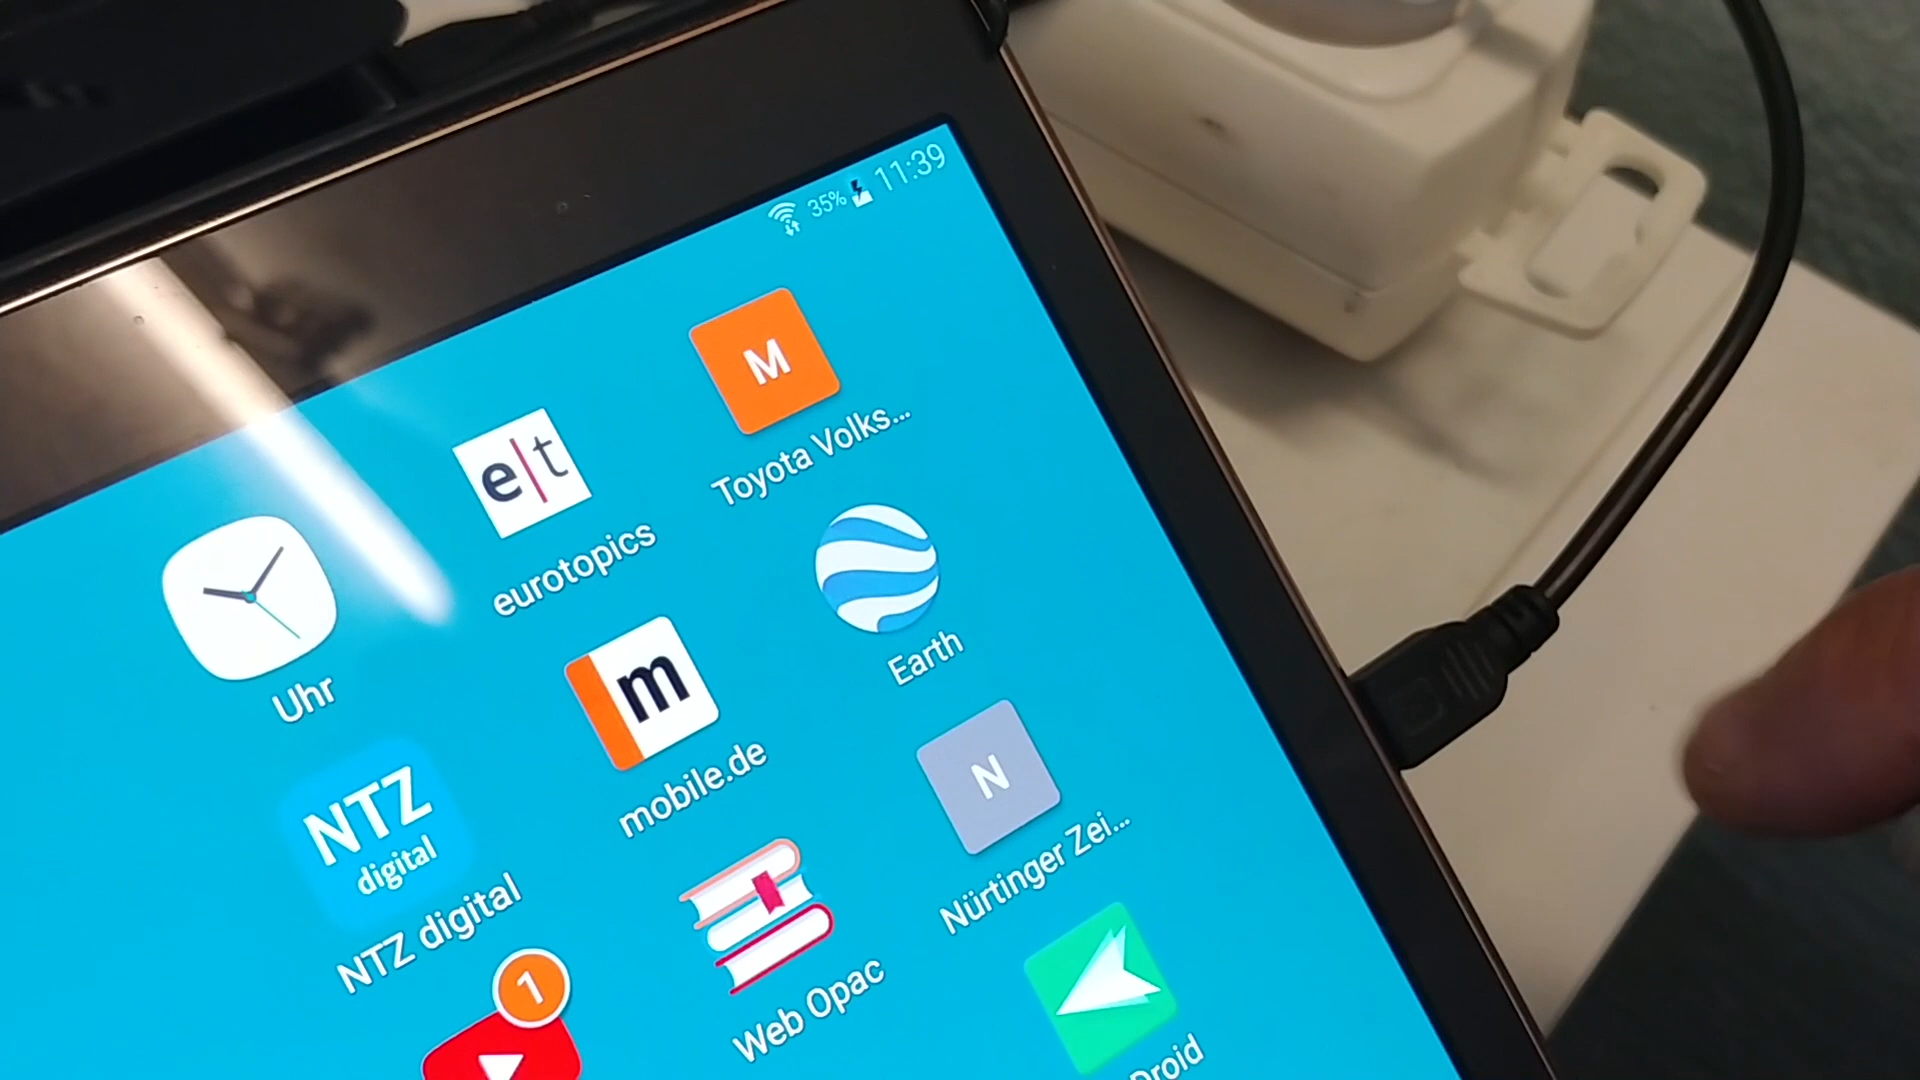 35% 11:39
M
Toyota Volks...
e|t
eurotopics
Uhr
Earth
m
mobile.de
N
Nürtinger Zei...
NTZ
digital
NTZ digital
Web Opac
1
Droid